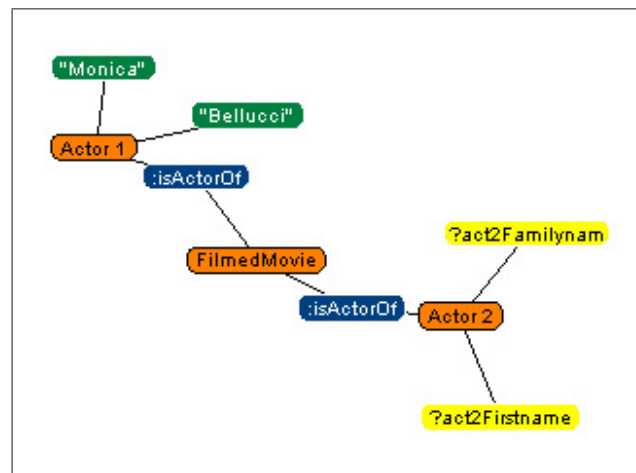 "Monica"
"Bellucci"
Actor 1
:isActorOf
?act2Familynam
FilmedMovie
:isActorOf
Actor 2
?act2Firstname